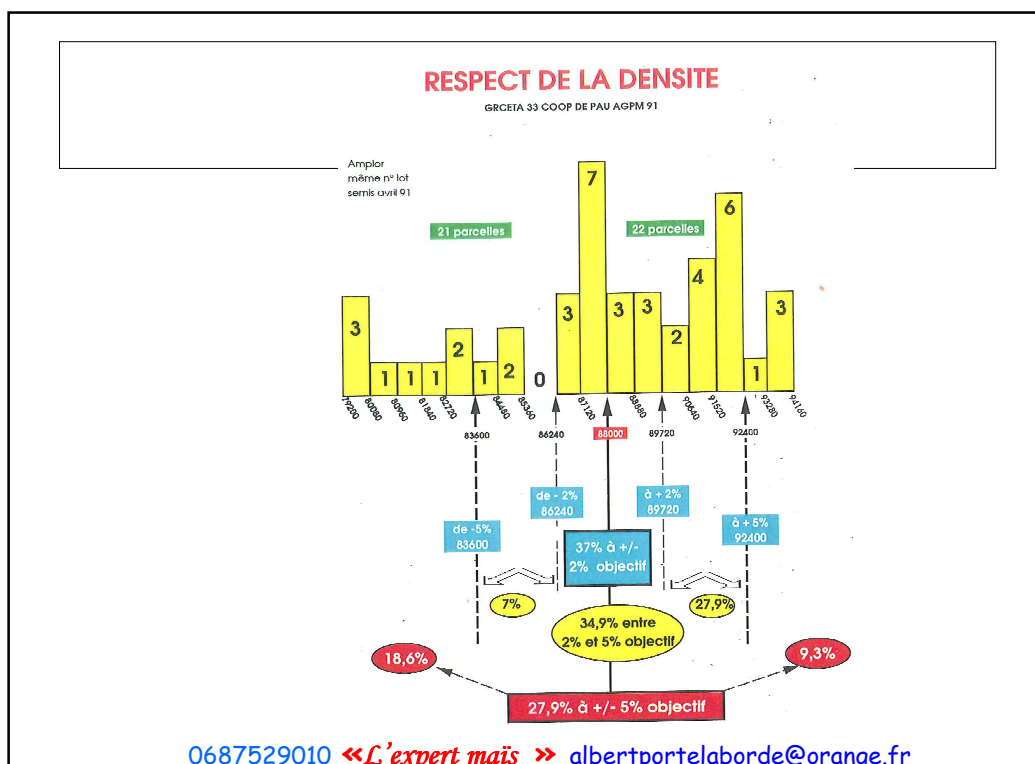 RESPECT DE LA DENSITE
GRCETA 33 COOP DE PAU AGPM 91
Amplor
même n° lot
semis avril 91
21 parcelles
22 parcelles
3
1
1
1
2
1
2
0
3
7
3
3
2
4
6
1
3
79200
80080
80960
81840
82720
84480
85360
87120
88880
90640
91520
93280
94160
83600
86240
88000
89720
92400
de - 2%
86240
à + 2%
89720
de -5%
83600
à + 5%
92400
37% à +/-
2% objectif
7%
27,9%
34,9% entre
2% et 5% objectif
18,6%
9,3%
27,9% à +/- 5% objectif
0687529010 «L'expert maïs » albertportelaborde@orange.fr